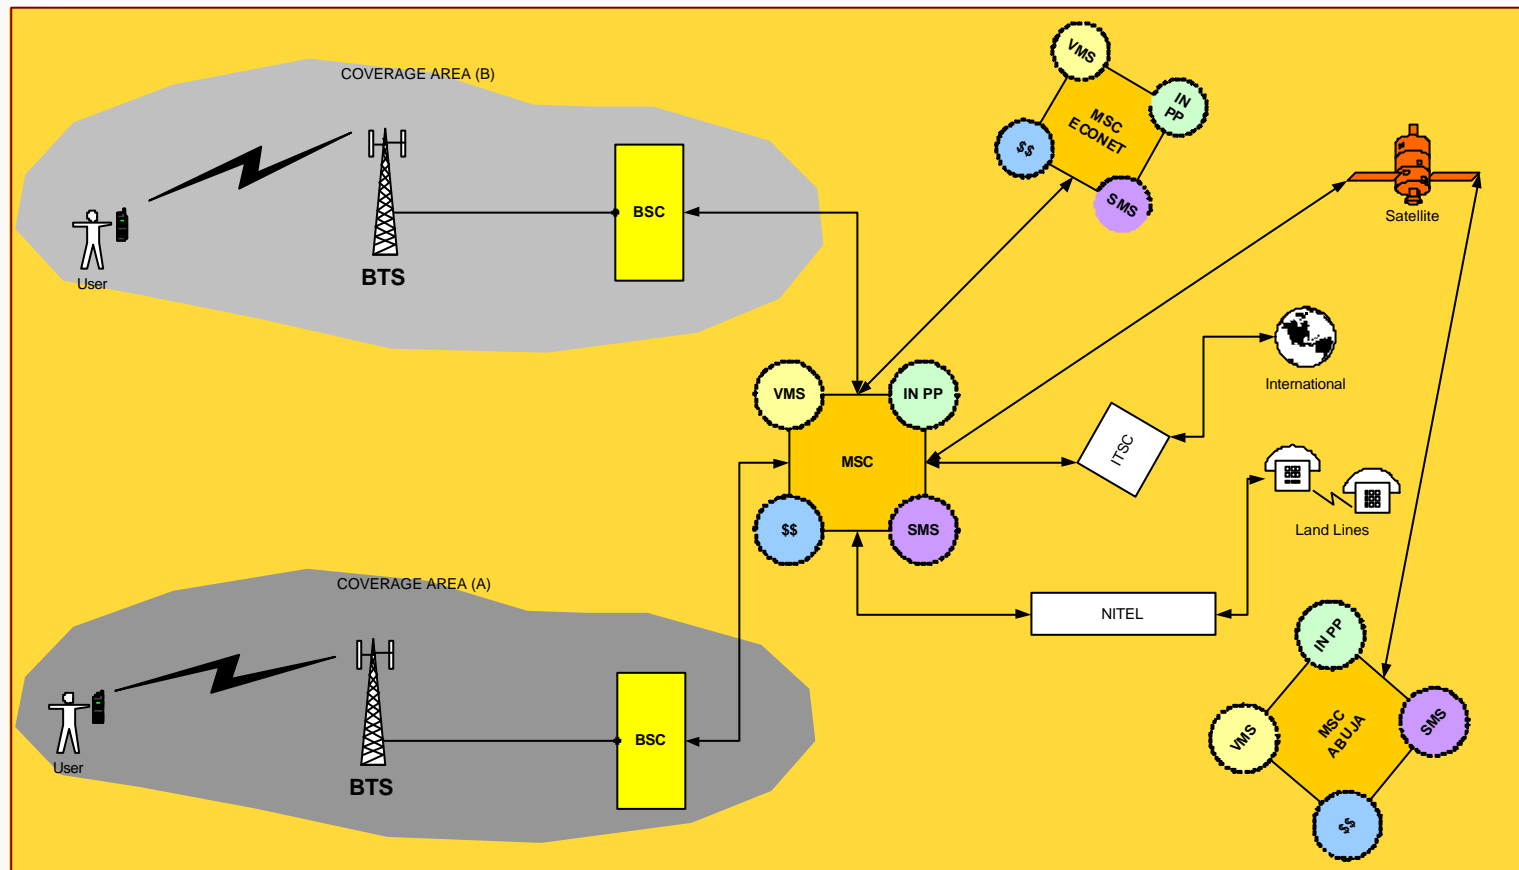 COVERAGE AREA (B)
User
BTS
BSC
VMS
IN
PP
MSC
ECONET
$$
SMS
Satellite
International
VMS
IN PP
MSC
$$
SMS
ITSC
Land Lines
NITEL
COVERAGE AREA (A)
User
BTS
BSC
IN PP
VMS
MSC
ABUJA
SMS
$$